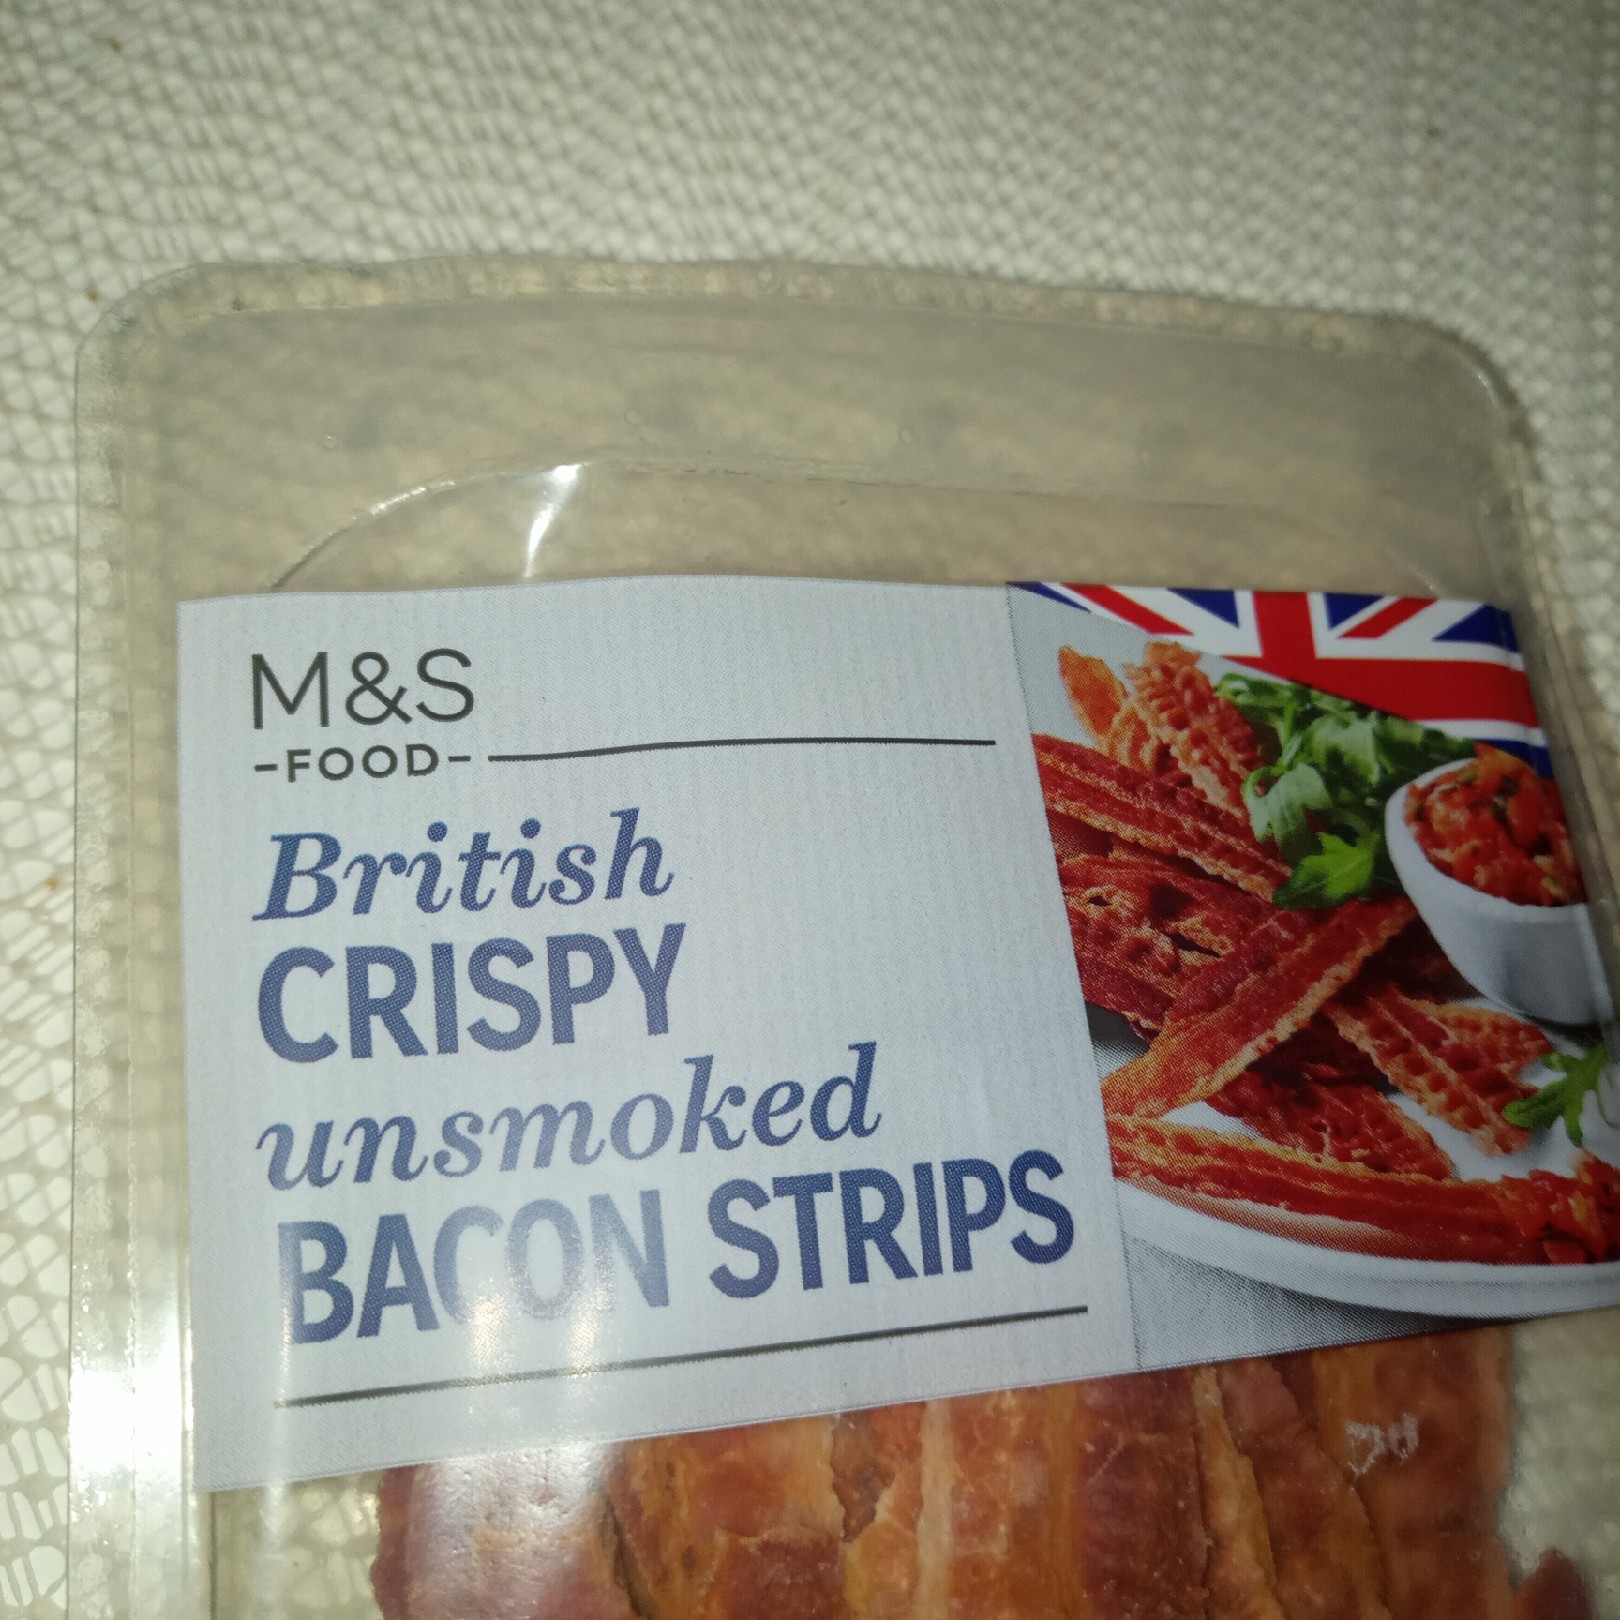 M&S
-FOOD-
British
CRISPY
unsmoked
BACON STRIPS